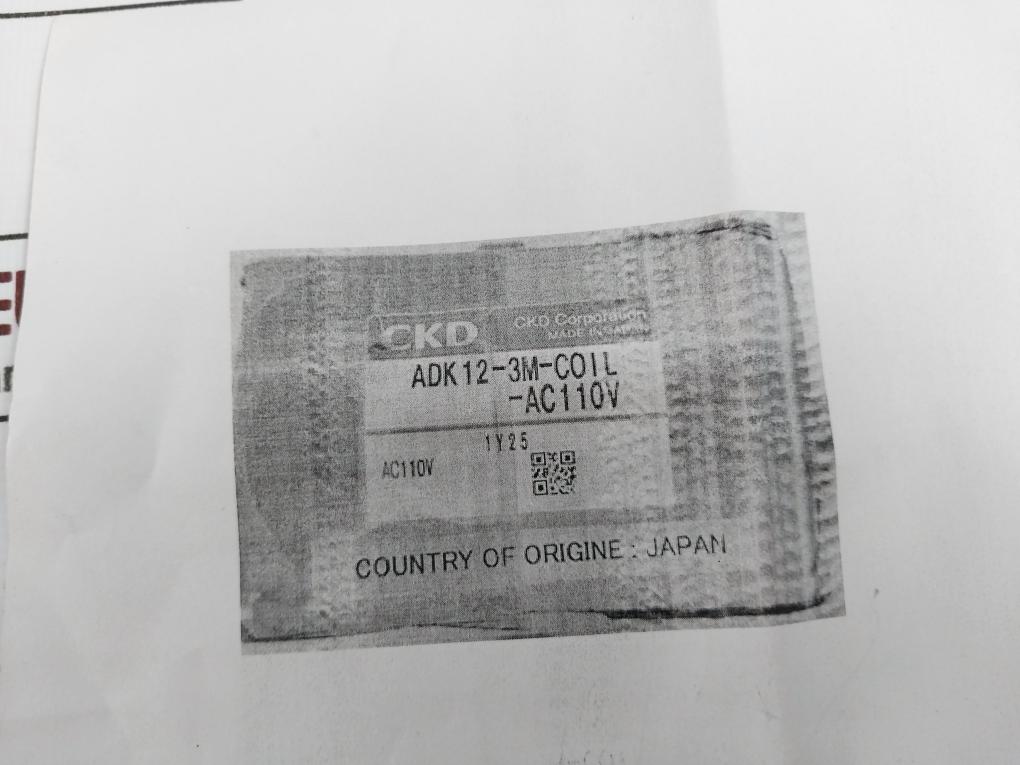 CKD
CKD Corporation
MADE IN JAPAN
ADK12-3M-COIL
-AC110V
1Y25
AC110V
COUNTRY OF ORIGINE : JAPAN